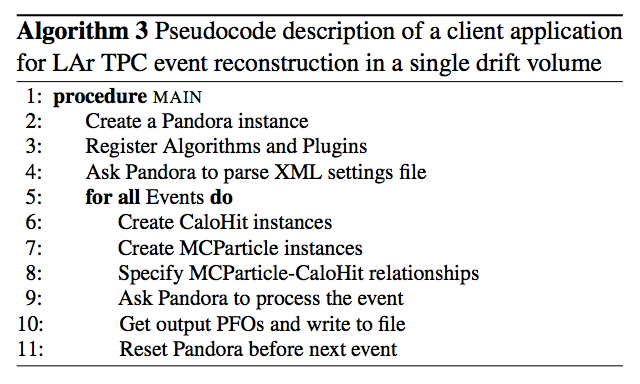 Algorithm 3 Pseudocode description of a client application
for LAr TPC event reconstruction in a single drift volume
1: procedure MAIN
2: Create a Pandora instance
3: Register Algorithms and Plugins
4: Ask Pandora to parse XML settings file
5: for all Events do
6: Create CaloHit instances
7: Create MCParticle instances
8: Specify MCParticle-CaloHit relationships
9: Ask Pandora to process the event
10: Get output PFOs and write to file
11: Reset Pandora before next event